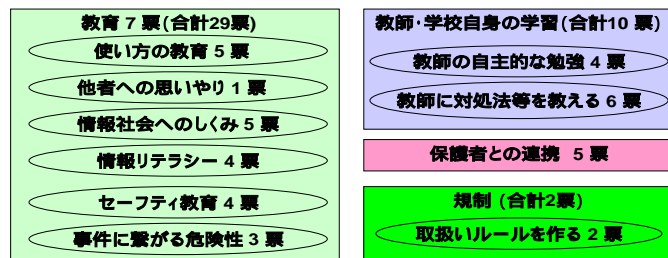 教育 7 票(合計29票)
使い方の教育 5 票
他者への思いやり 1 票
情報社会へのしくみ 5 票
情報リテラシー 4 票
セーフティ教育 4 票
事件に繋がる危険性 3 票
教師・学校自身の学習(合計10 票)
教師の自主的な勉強 4 票
教師に対処法等を教える 6 票
保護者との連携 5 票
規制 (合計2票)
取扱いルールを作る 2 票